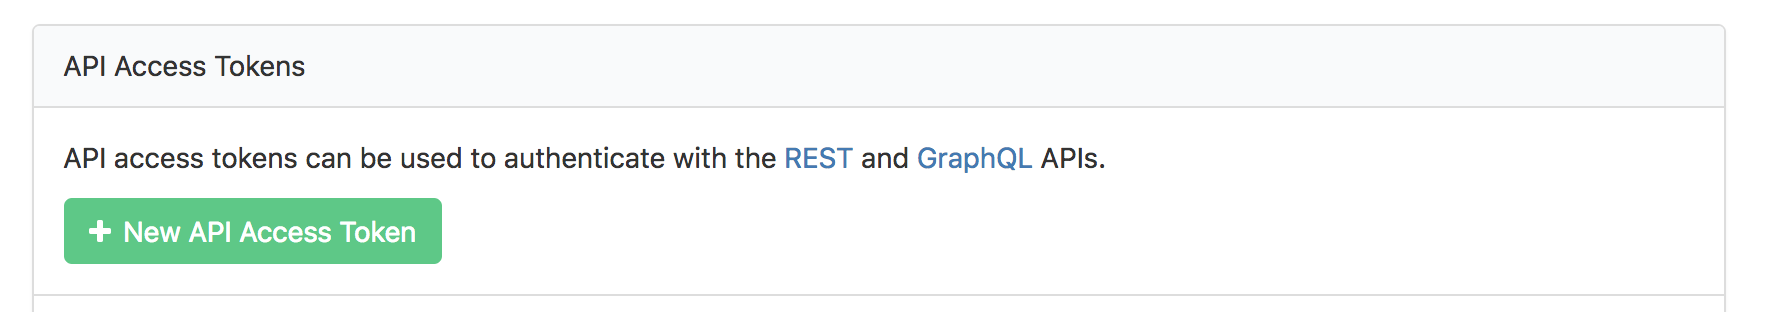 API Access Tokens
API access tokens can be used to authenticate with the REST and GraphQL APIs.
New API Access Token